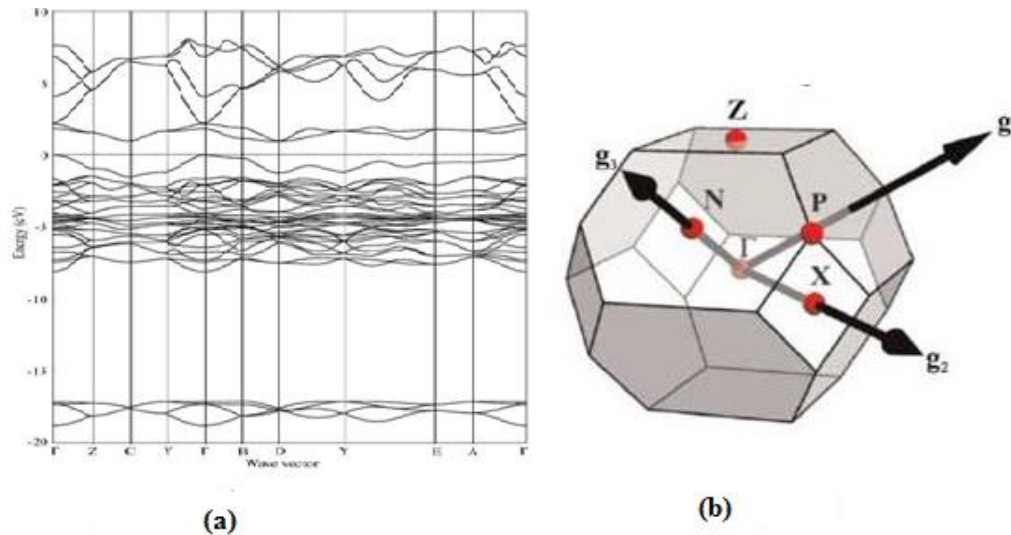 10
5
0
-5
-10
-15
-20
Energy (eV)
Γ Z C Y Γ B D Y E A Γ
Wave vector
(a)
Z
g
g₃
N
P
Γ
X
g₂
(b)